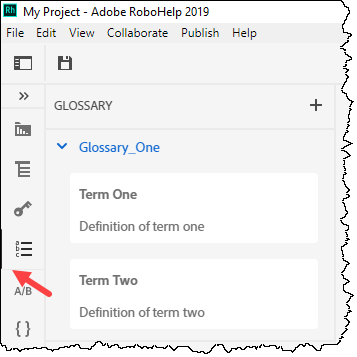 Rh My Project - Adobe RoboHelp 2019
File Edit View Collaborate Publish Help
GLOSSARY
Glossary_One
Term One
Definition of term one
Term Two
A/B
Definition of term two
{ }